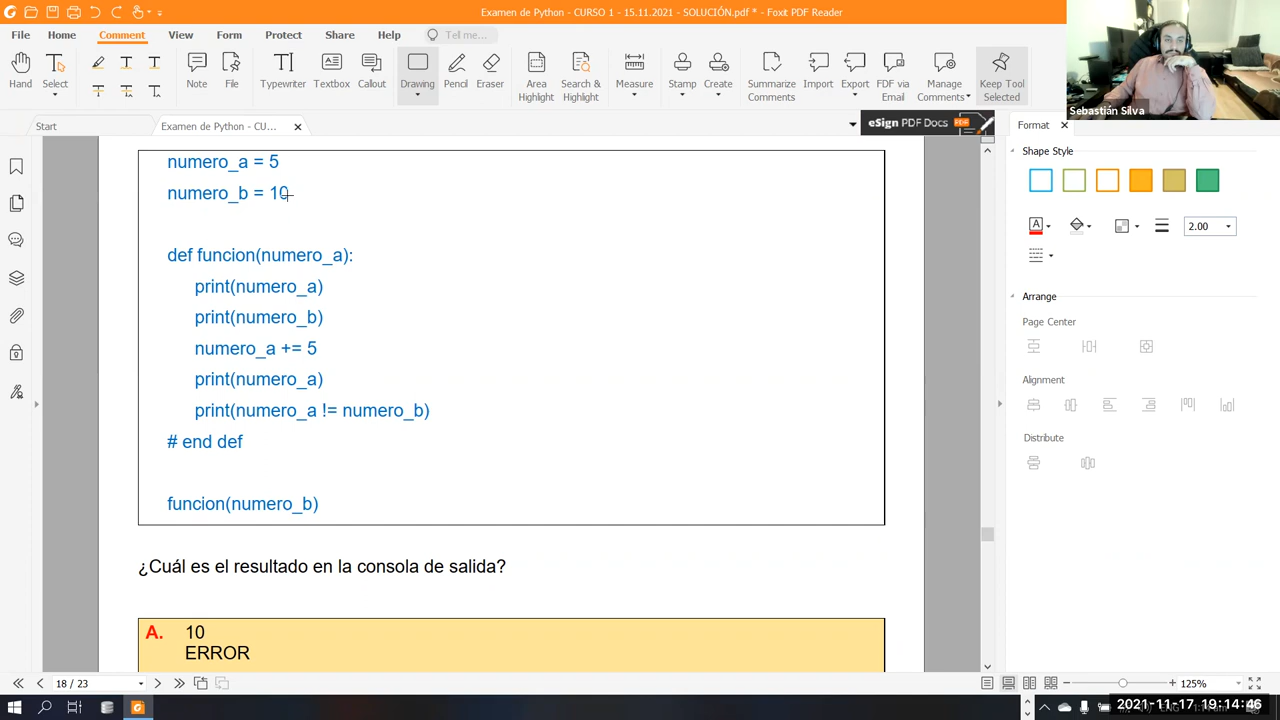 Examen de Python - CURSO 1 - 15.11.2021 - SOLUCIÓN.pdf * - Foxit PDF Reader
File Home Comment View Form Protect Share Help Tell me...
Hand Select Note File Typewriter Textbox Callout Drawing Pencil Eraser Area Highlight Search & Highlight Measure Stamp Create Summarize Comments Import Export FDF via Email Manage Comments Keep Tool Selected
Sebastián Silva
Start Examen de Python - CU... eSign PDF Docs
Format
Shape Style
2.00
Arrange
Page Center
Alignment
Distribute
numero_a = 5
numero_b = 10
def funcion(numero_a):
print(numero_a)
print(numero_b)
numero_a += 5
print(numero_a)
print(numero_a != numero_b)
# end def
funcion(numero_b)
¿Cuál es el resultado en la consola de salida?
A. 10
ERROR
18 / 23 125%
2021-11-17 19:14:46